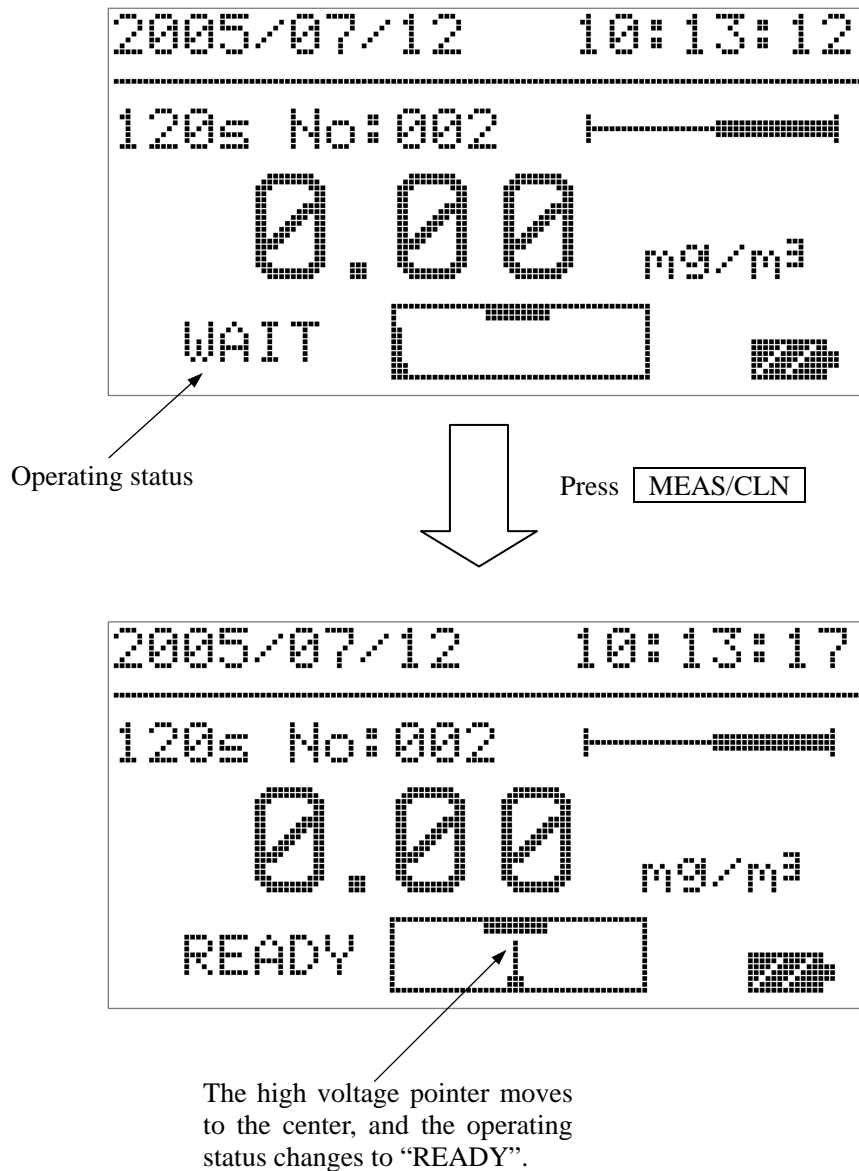 2005/07/12 10:13:12
120s No:002
0.00 mg/m³
WAIT
Operating status
Press MEAS/CLN
2005/07/12 10:13:17
120s No:002
0.00 mg/m³
READY
The high voltage pointer moves
to the center, and the operating
status changes to “READY”.